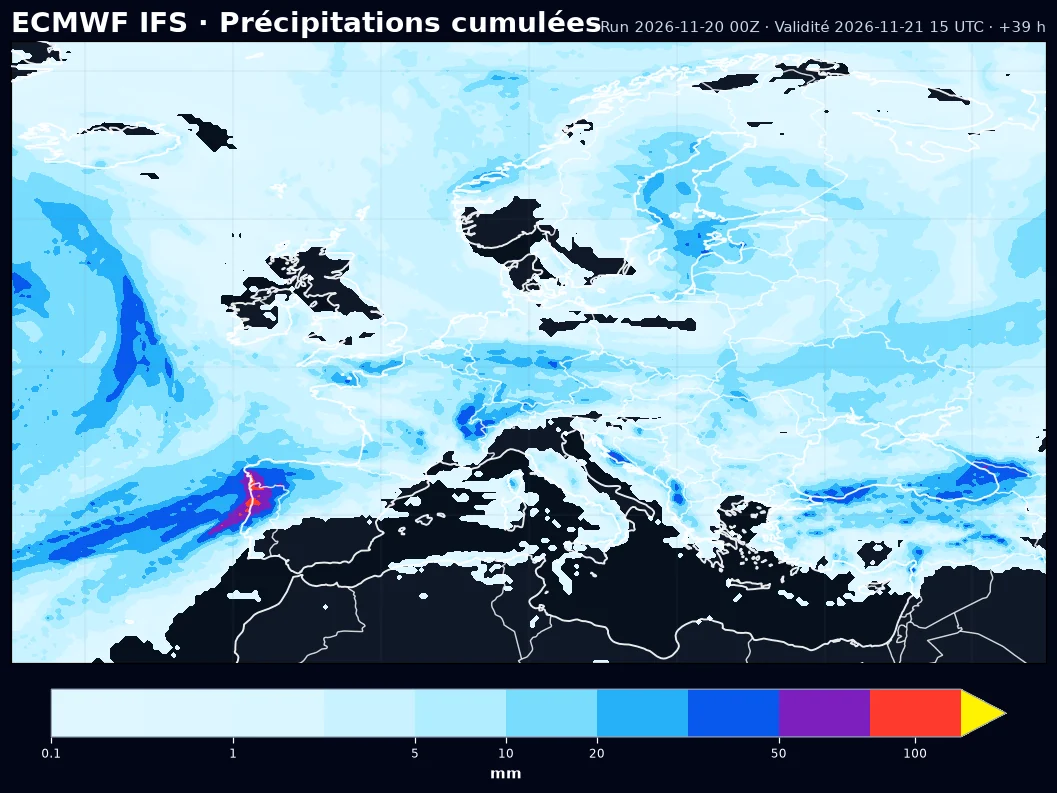 ECMWF IFS · Précipitations cumulées
Run 2026-11-20 00Z · Validité 2026-11-21 15 UTC · +39 h
0.1 1 5 10 20 50 100
mm